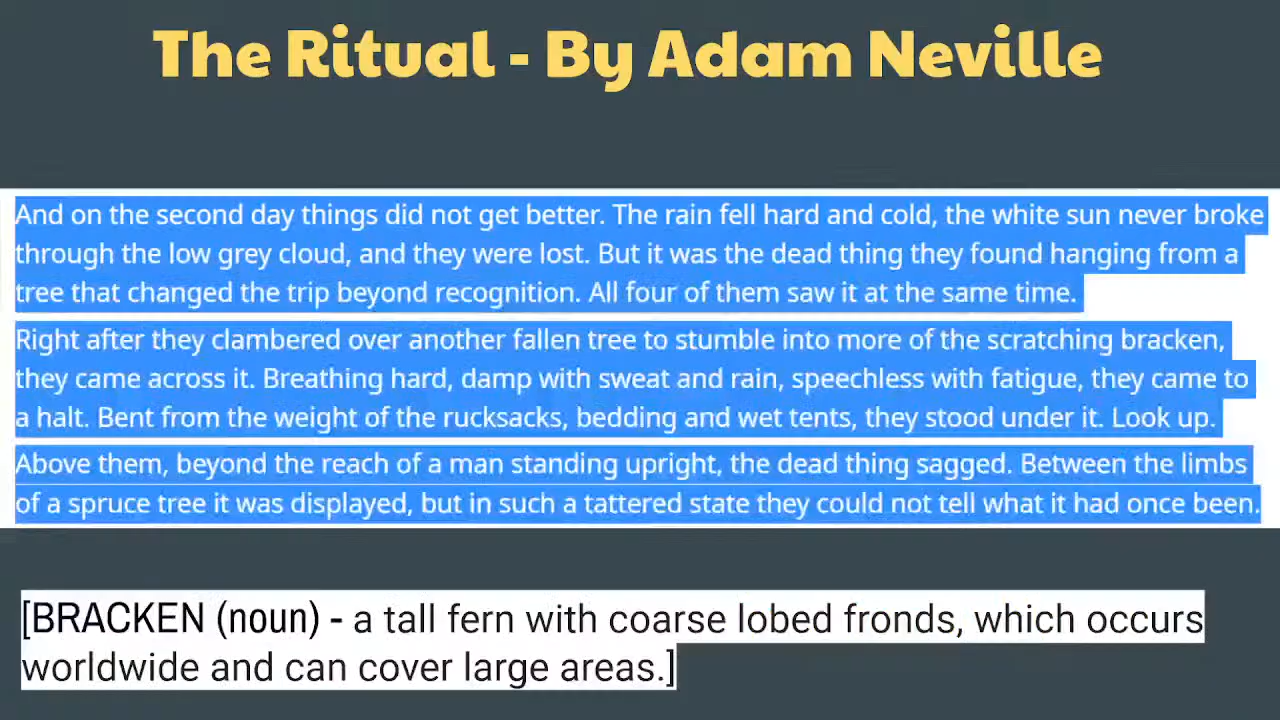 The Ritual - By Adam Neville
And on the second day things did not get better. The rain fell hard and cold, the white sun never broke
through the low grey cloud, and they were lost. But it was the dead thing they found hanging from a
tree that changed the trip beyond recognition. All four of them saw it at the same time.
Right after they clambered over another fallen tree to stumble into more of the scratching bracken,
they came across it. Breathing hard, damp with sweat and rain, speechless with fatigue, they came to
a halt. Bent from the weight of the rucksacks, bedding and wet tents, they stood under it. Look up.
Above them, beyond the reach of a man standing upright, the dead thing sagged. Between the limbs
of a spruce tree it was displayed, but in such a tattered state they could not tell what it had once been.
[BRACKEN (noun) - a tall fern with coarse lobed fronds, which occurs
worldwide and can cover large areas.]